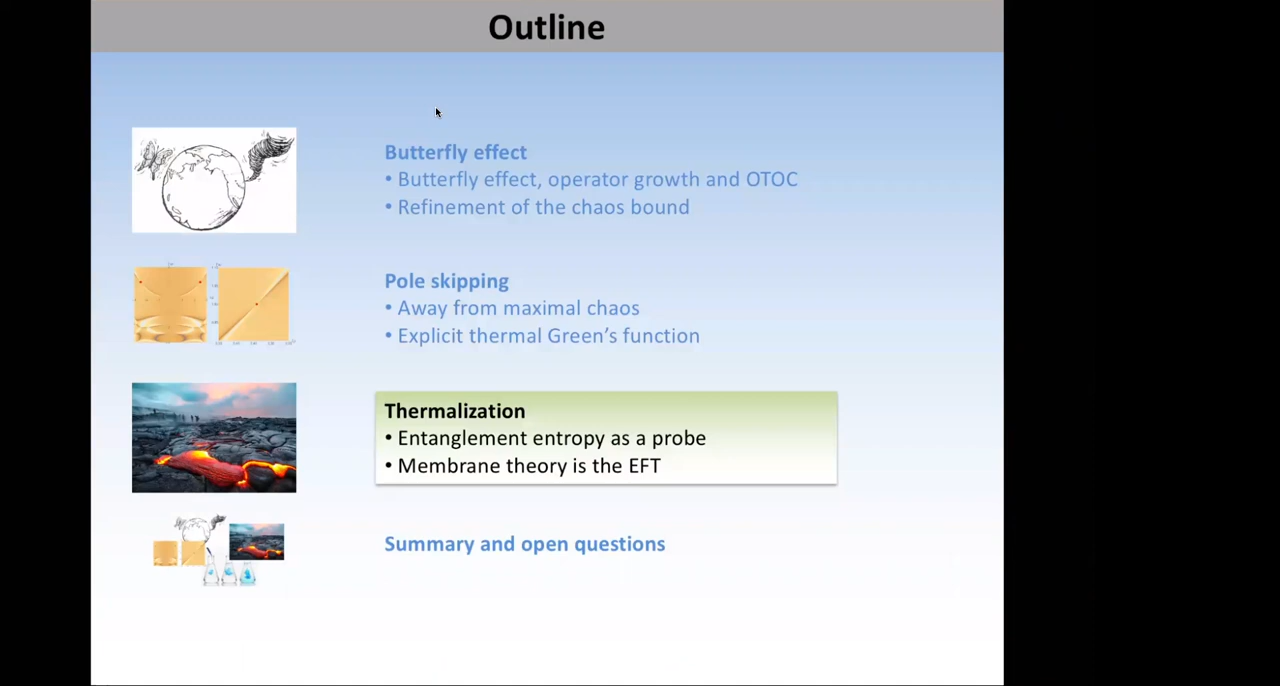 Outline
Butterfly effect
• Butterfly effect, operator growth and OTOC
• Refinement of the chaos bound
Pole skipping
• Away from maximal chaos
• Explicit thermal Green’s function
Thermalization
• Entanglement entropy as a probe
• Membrane theory is the EFT
Summary and open questions